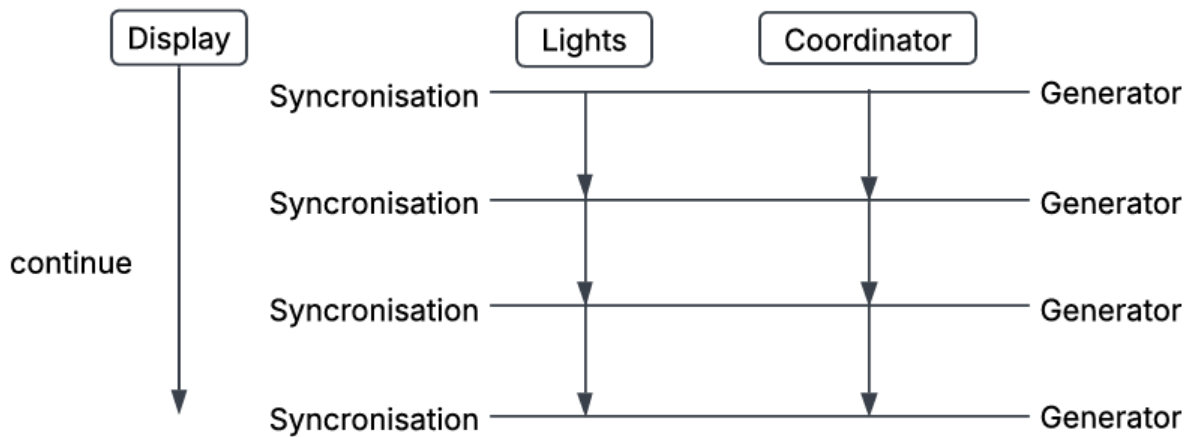 Display
Lights
Coordinator
Syncronisation
Generator
Syncronisation
Generator
continue
Syncronisation
Generator
Syncronisation
Generator